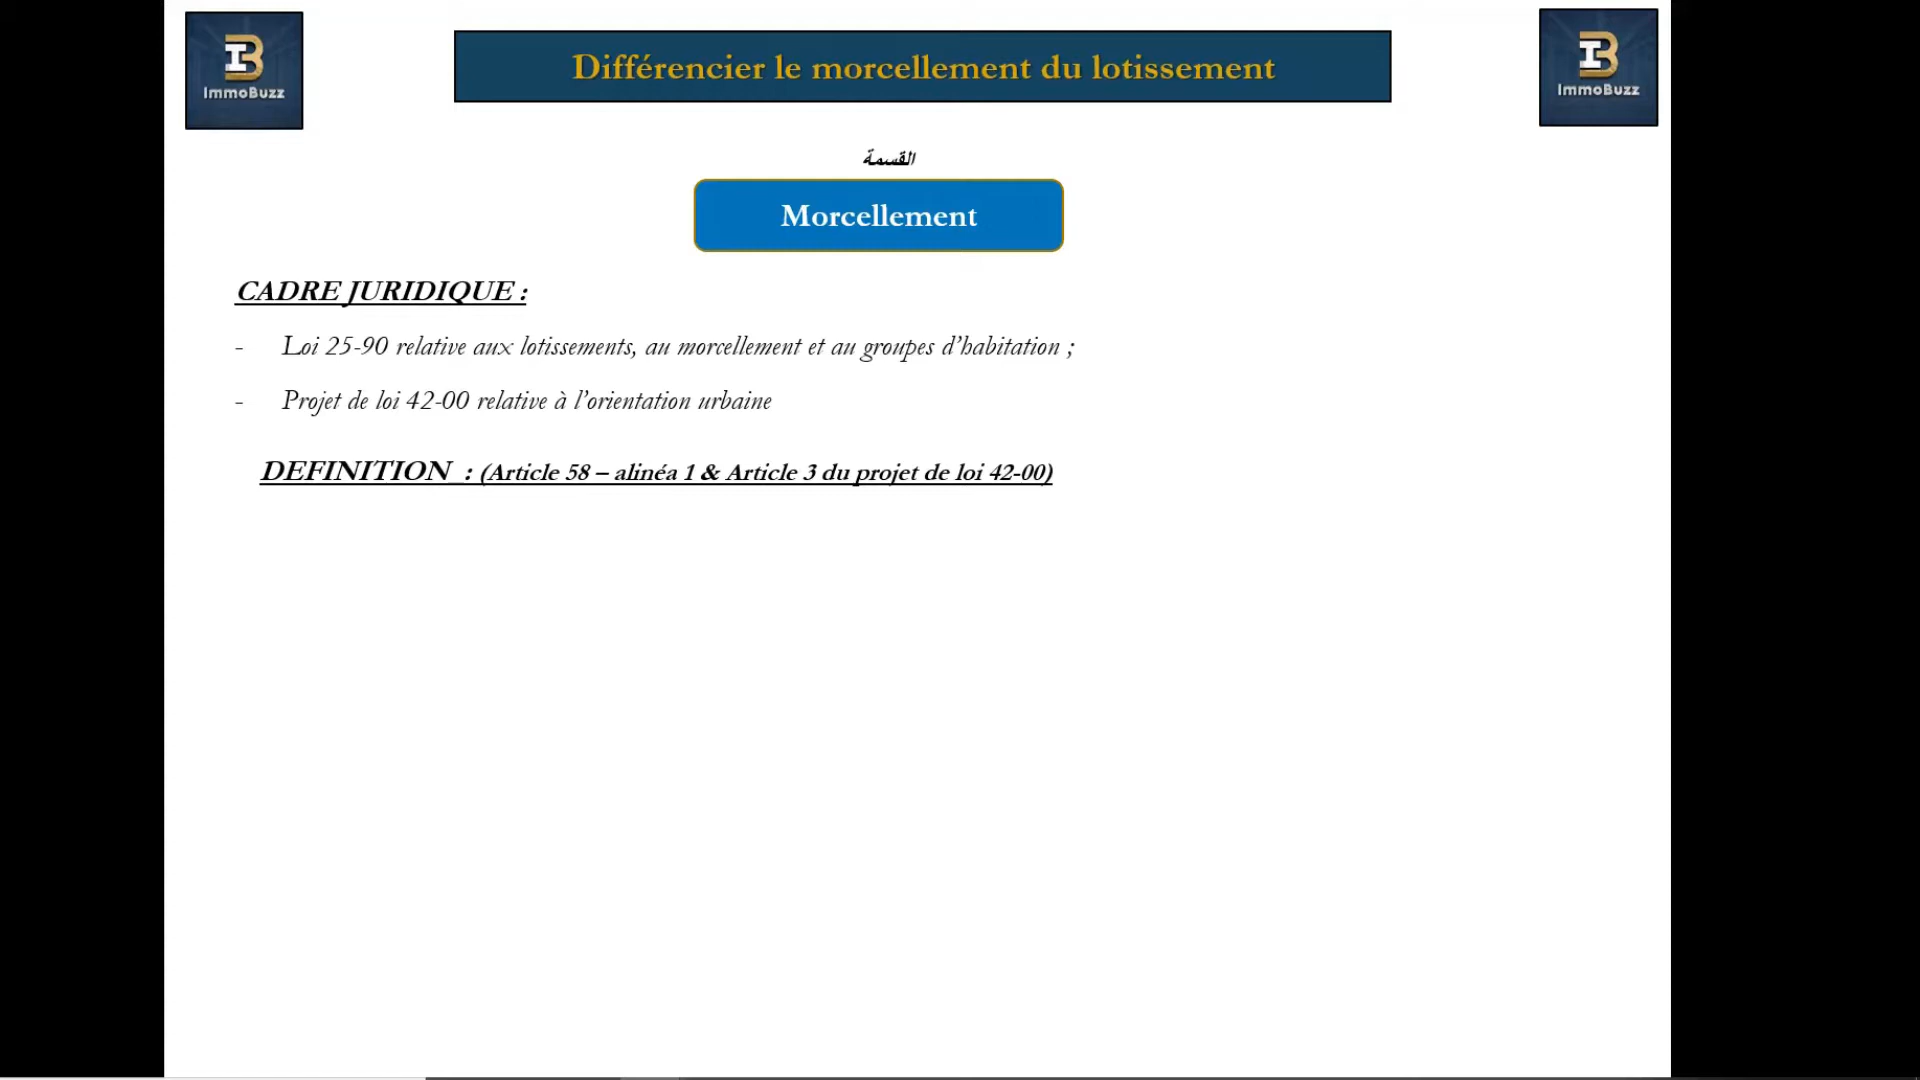 ImmoBuzz
Différencier le morcellement du lotissement
ImmoBuzz
القسمة
Morcellement
CADRE JURIDIQUE :
- Loi 25-90 relative aux lotissements, au morcellement et au groupes d’habitation ;
- Projet de loi 42-00 relative à l’orientation urbaine
DEFINITION : (Article 58 – alinéa 1 & Article 3 du projet de loi 42-00)